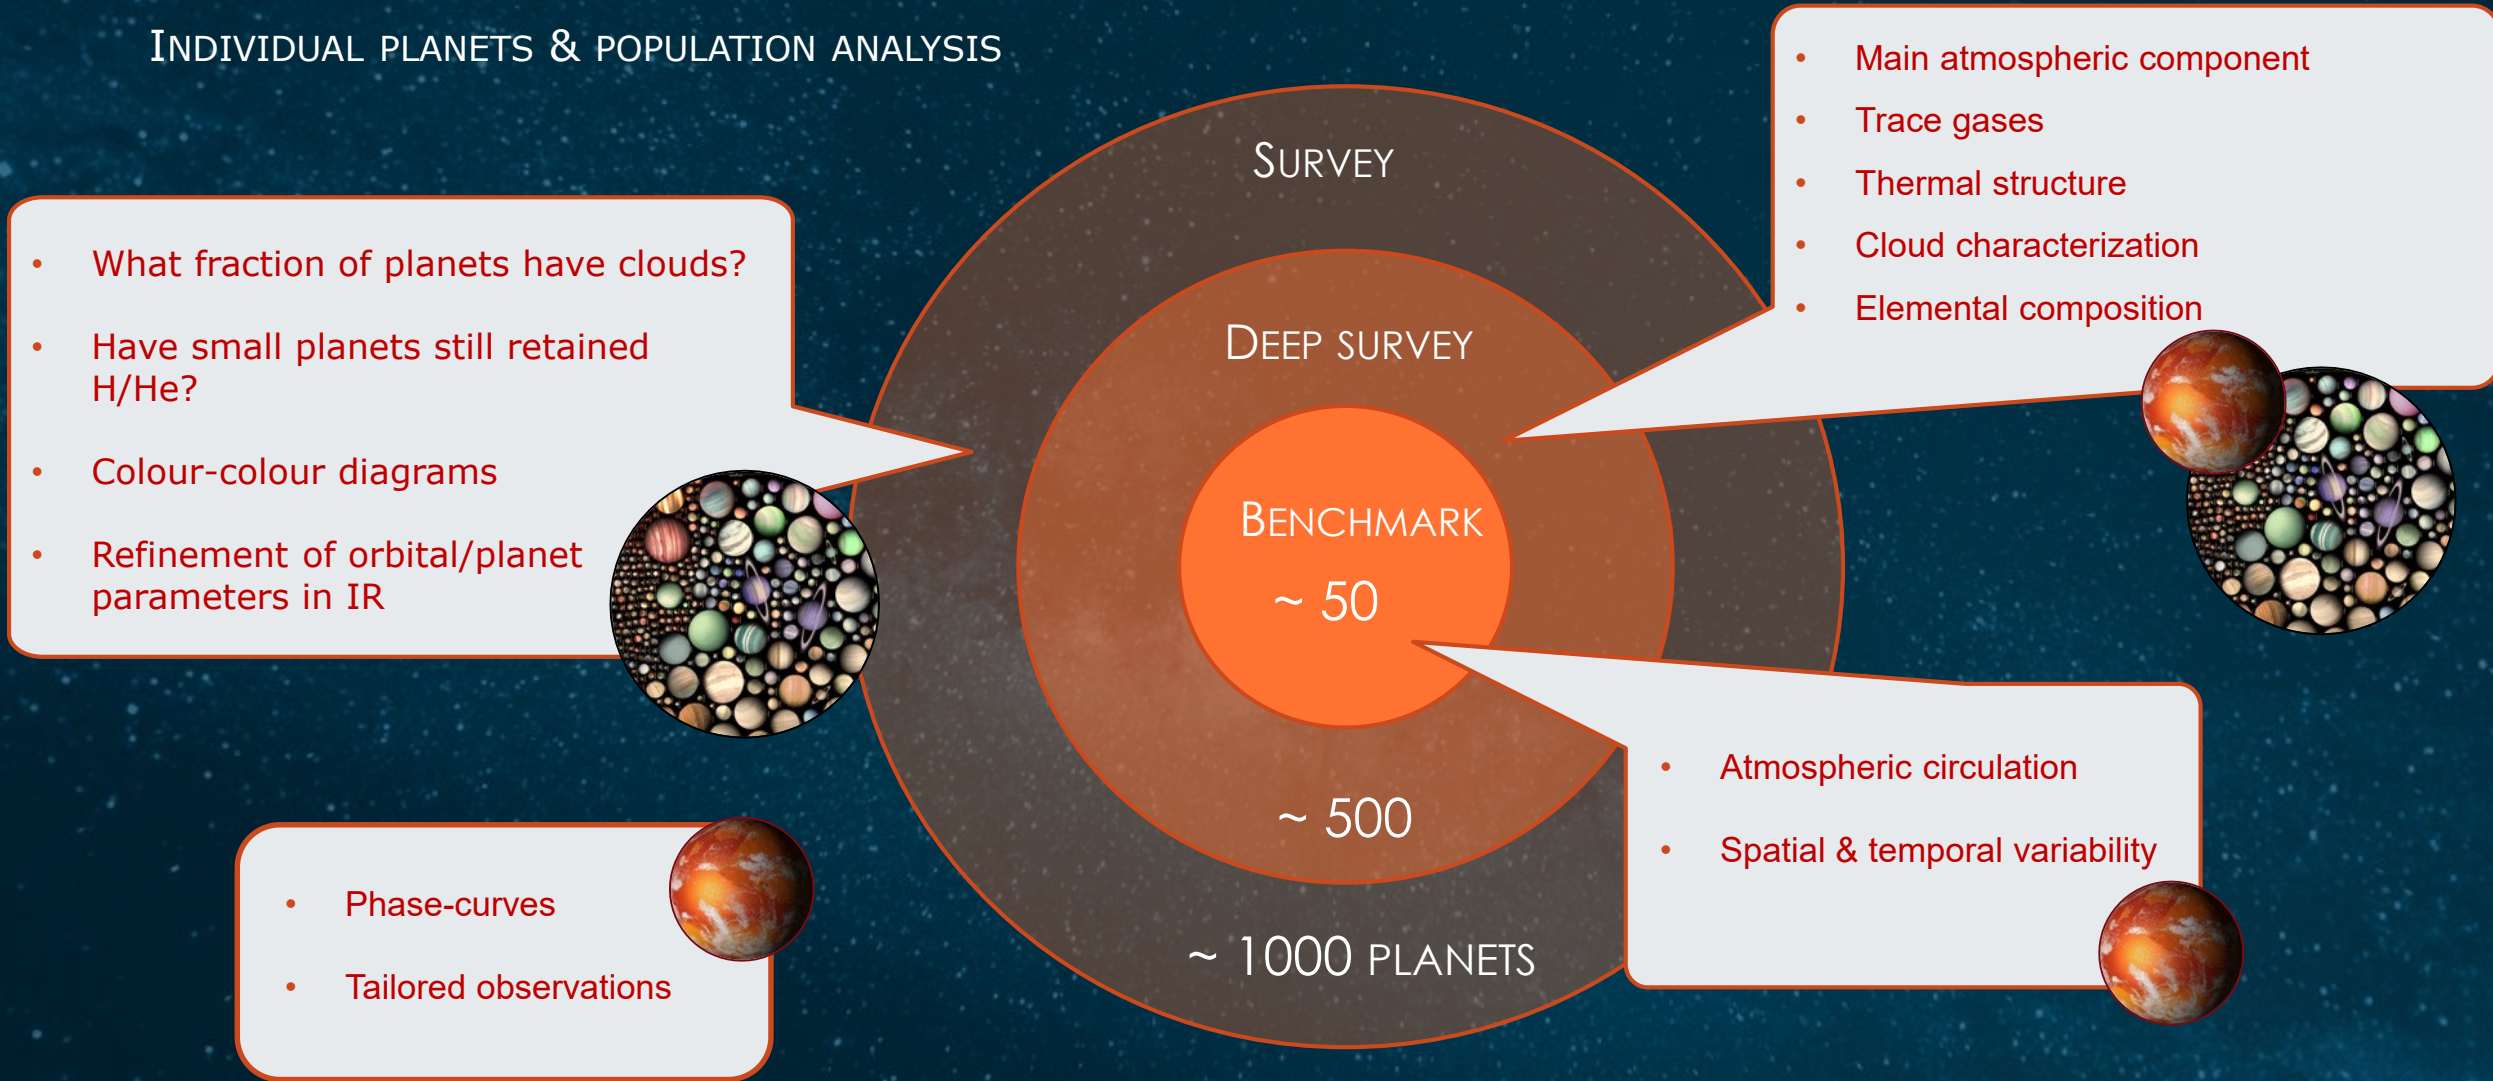 INDIVIDUAL PLANETS & POPULATION ANALYSIS
• What fraction of planets have clouds?
• Have small planets still retained
H/He?
• Colour-colour diagrams
• Refinement of orbital/planet
parameters in IR
• Phase-curves
• Tailored observations
SURVEY
DEEP SURVEY
BENCHMARK
~ 50
~ 500
~ 1000 PLANETS
• Main atmospheric component
• Trace gases
• Thermal structure
• Cloud characterization
• Elemental composition
• Atmospheric circulation
• Spatial & temporal variability